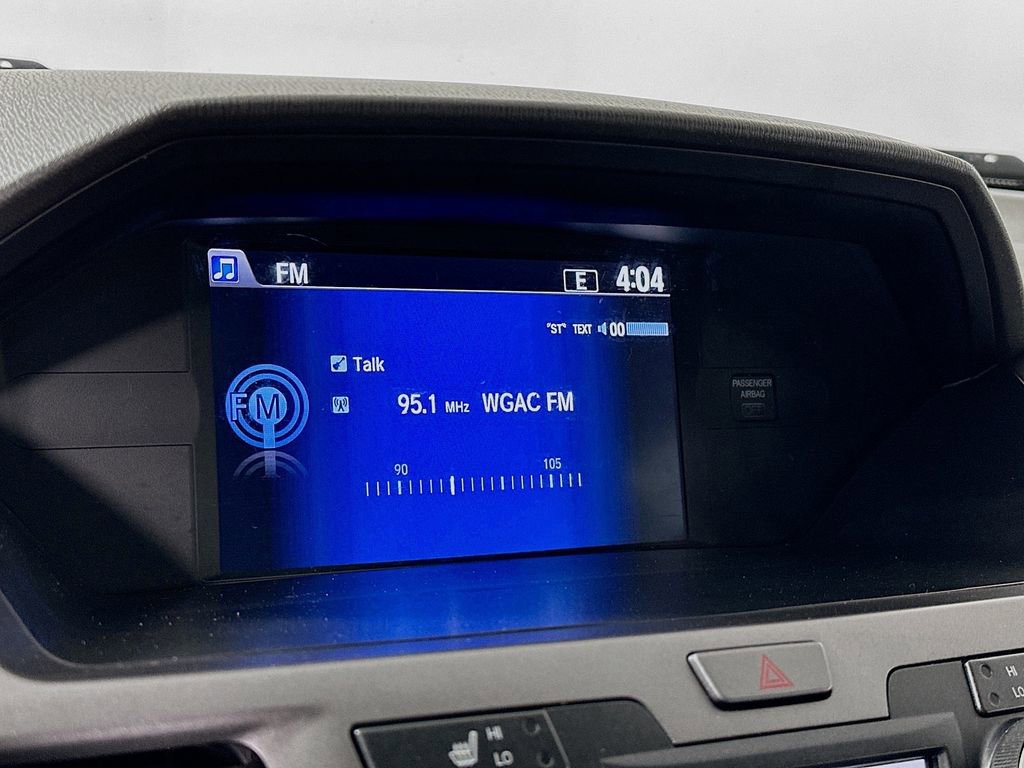 FM
E
4:04
"ST" TEXT 00
Talk
FM
95.1 MHz WGAC FM
90 105
PASSENGER
AIRBAG
OFF
HI
LO
HI
LO